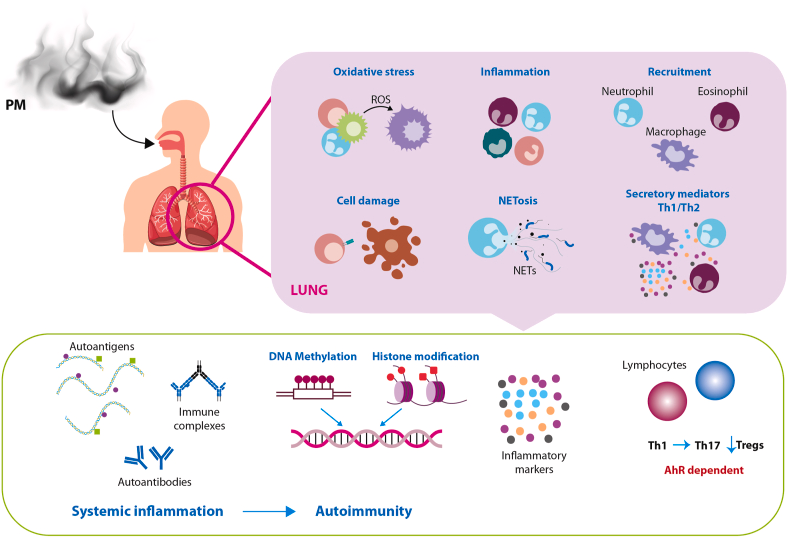 PM
Oxidative stress
ROS
Inflammation
Recruitment
Neutrophil
Eosinophil
Macrophage
Cell damage
NETosis
NETs
Secretory mediators
Th1/Th2
LUNG
Autoantigens
Immune
complexes
Autoantibodies
DNA Methylation
Histone modification
Inflammatory
markers
Lymphocytes
Th1 → Th17 ↓Tregs
AhR dependent
Systemic inflammation → Autoimmunity